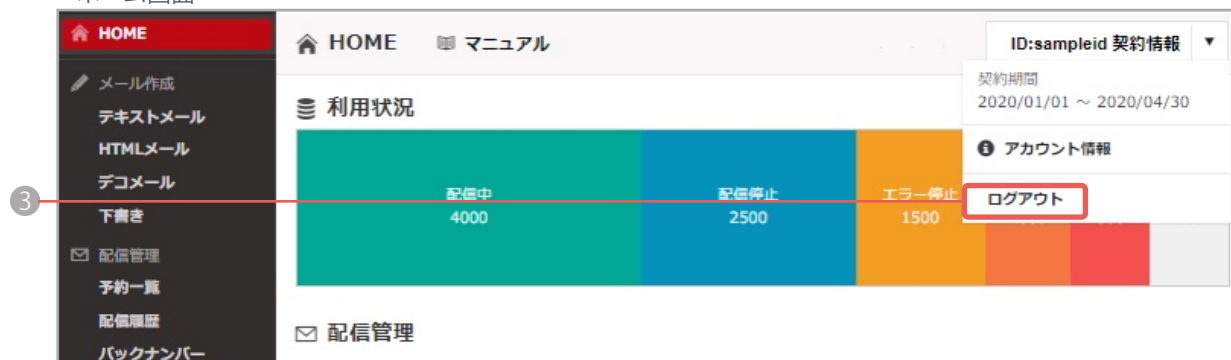 HOME
メール作成
テキストメール
HTMLメール
デコメール
下書き
配信管理
予約一覧
配信履歴
バックナンバー
HOME マニュアル
ID:sampleid 契約情報 ▼
契約期間
2020/01/01 ～ 2020/04/30
アカウント情報
ログアウト
利用状況
配信中
4000
配信停止
2500
エラー停止
1500
3
配信管理